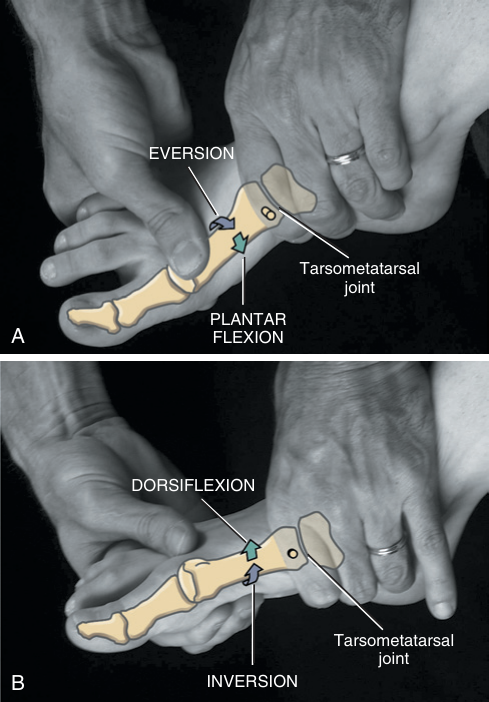 EVERSION
Tarsometatarsal
joint
PLANTAR
FLEXION
A
DORSIFLEXION
Tarsometatarsal
joint
INVERSION
B